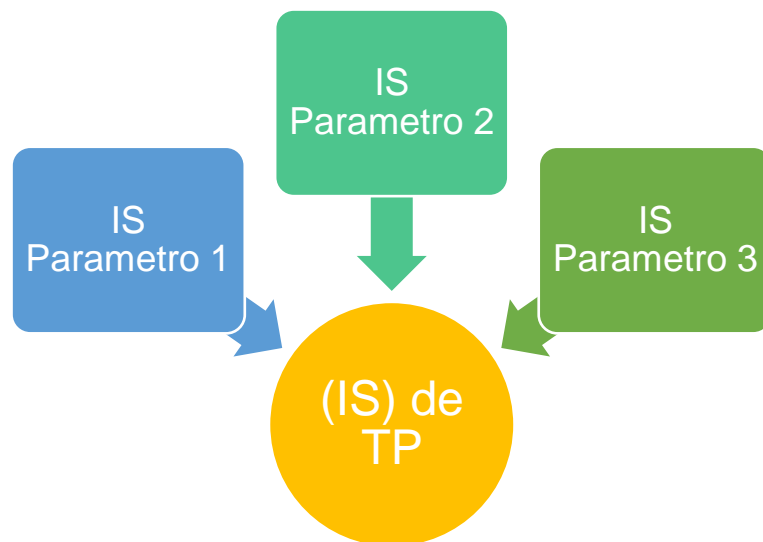 IS
Parametro 1
IS
Parametro 2
IS
Parametro 3
(IS) de
TP